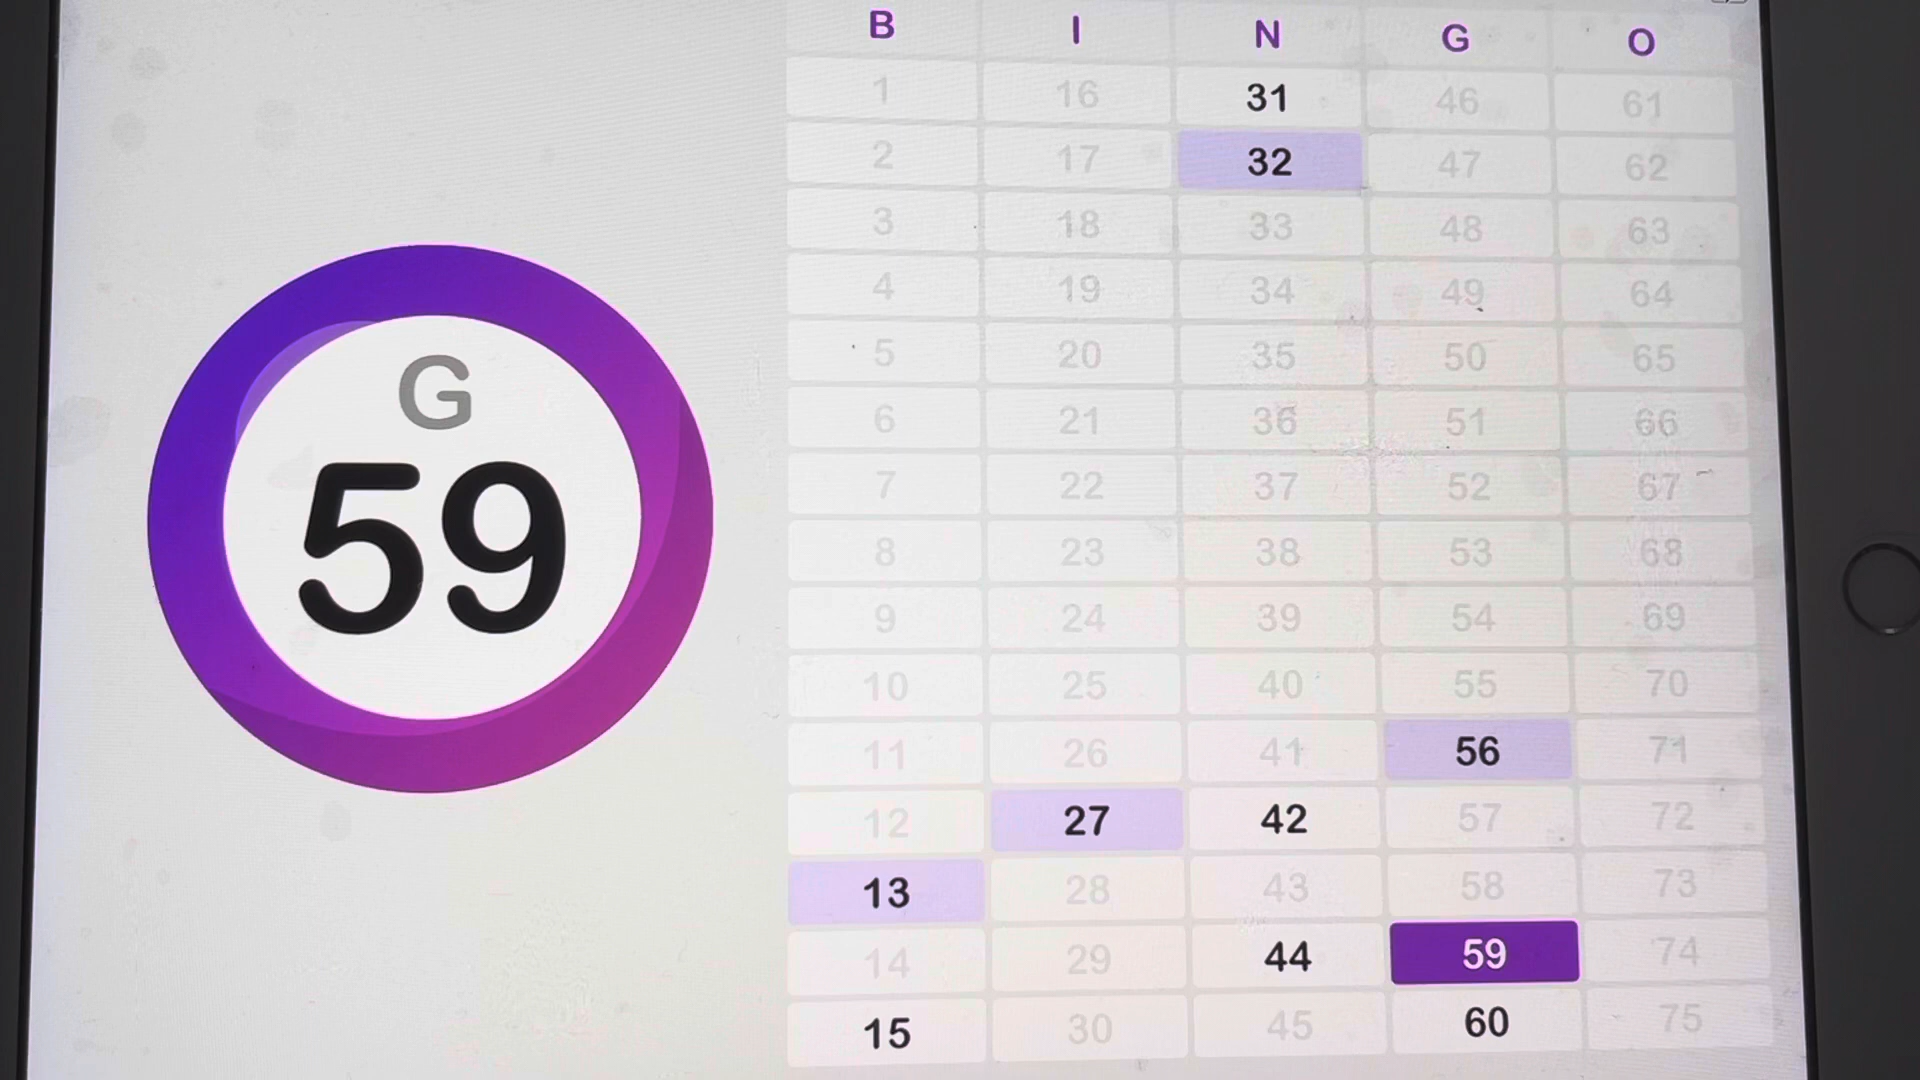 G
59
B I N G O
1 16 31 46 61
2 17 32 47 62
3 18 33 48 63
4 19 34 49 64
5 20 35 50 65
6 21 36 51 66
7 22 37 52 67
8 23 38 53 68
9 24 39 54 69
10 25 40 55 70
11 26 41 56 71
12 27 42 57 72
13 28 43 58 73
14 29 44 59 74
15 30 45 60 75